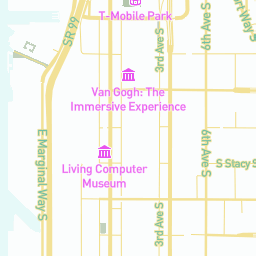 T-Mobile Park
SR 99
3rd Ave S
6th Ave S
Way S
Van Gogh: The
Immersive Experience
E Marginal Way S
Living Computer
Museum
6th Ave S
S Stacy S
3rd Ave S